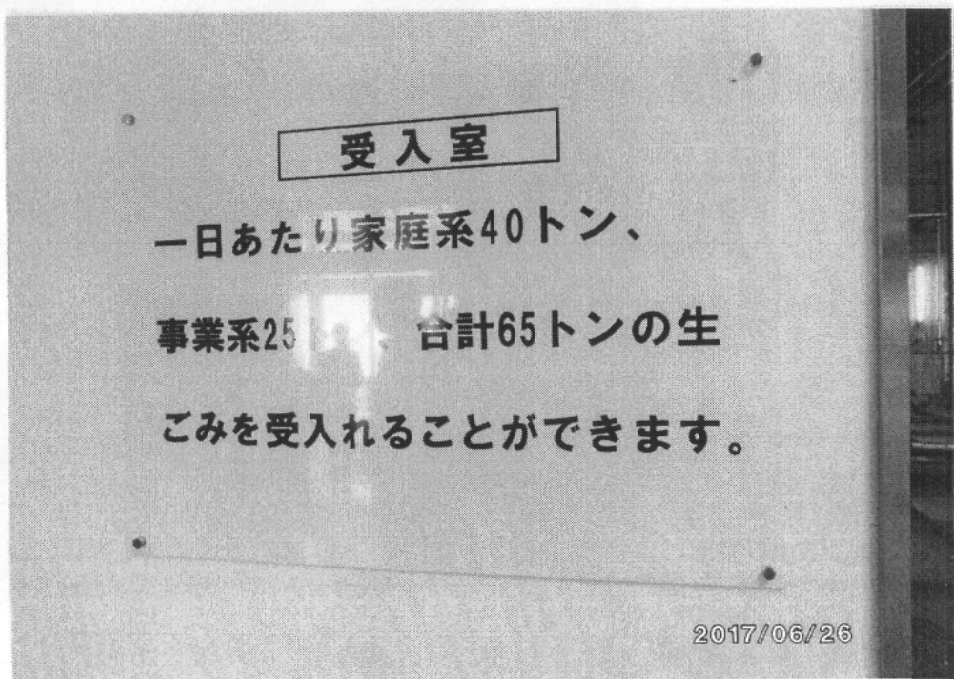 受入室
一日あたり家庭系40トン、
事業系25トン、合計65トンの生
ごみを受入れることができます。
2017/06/26